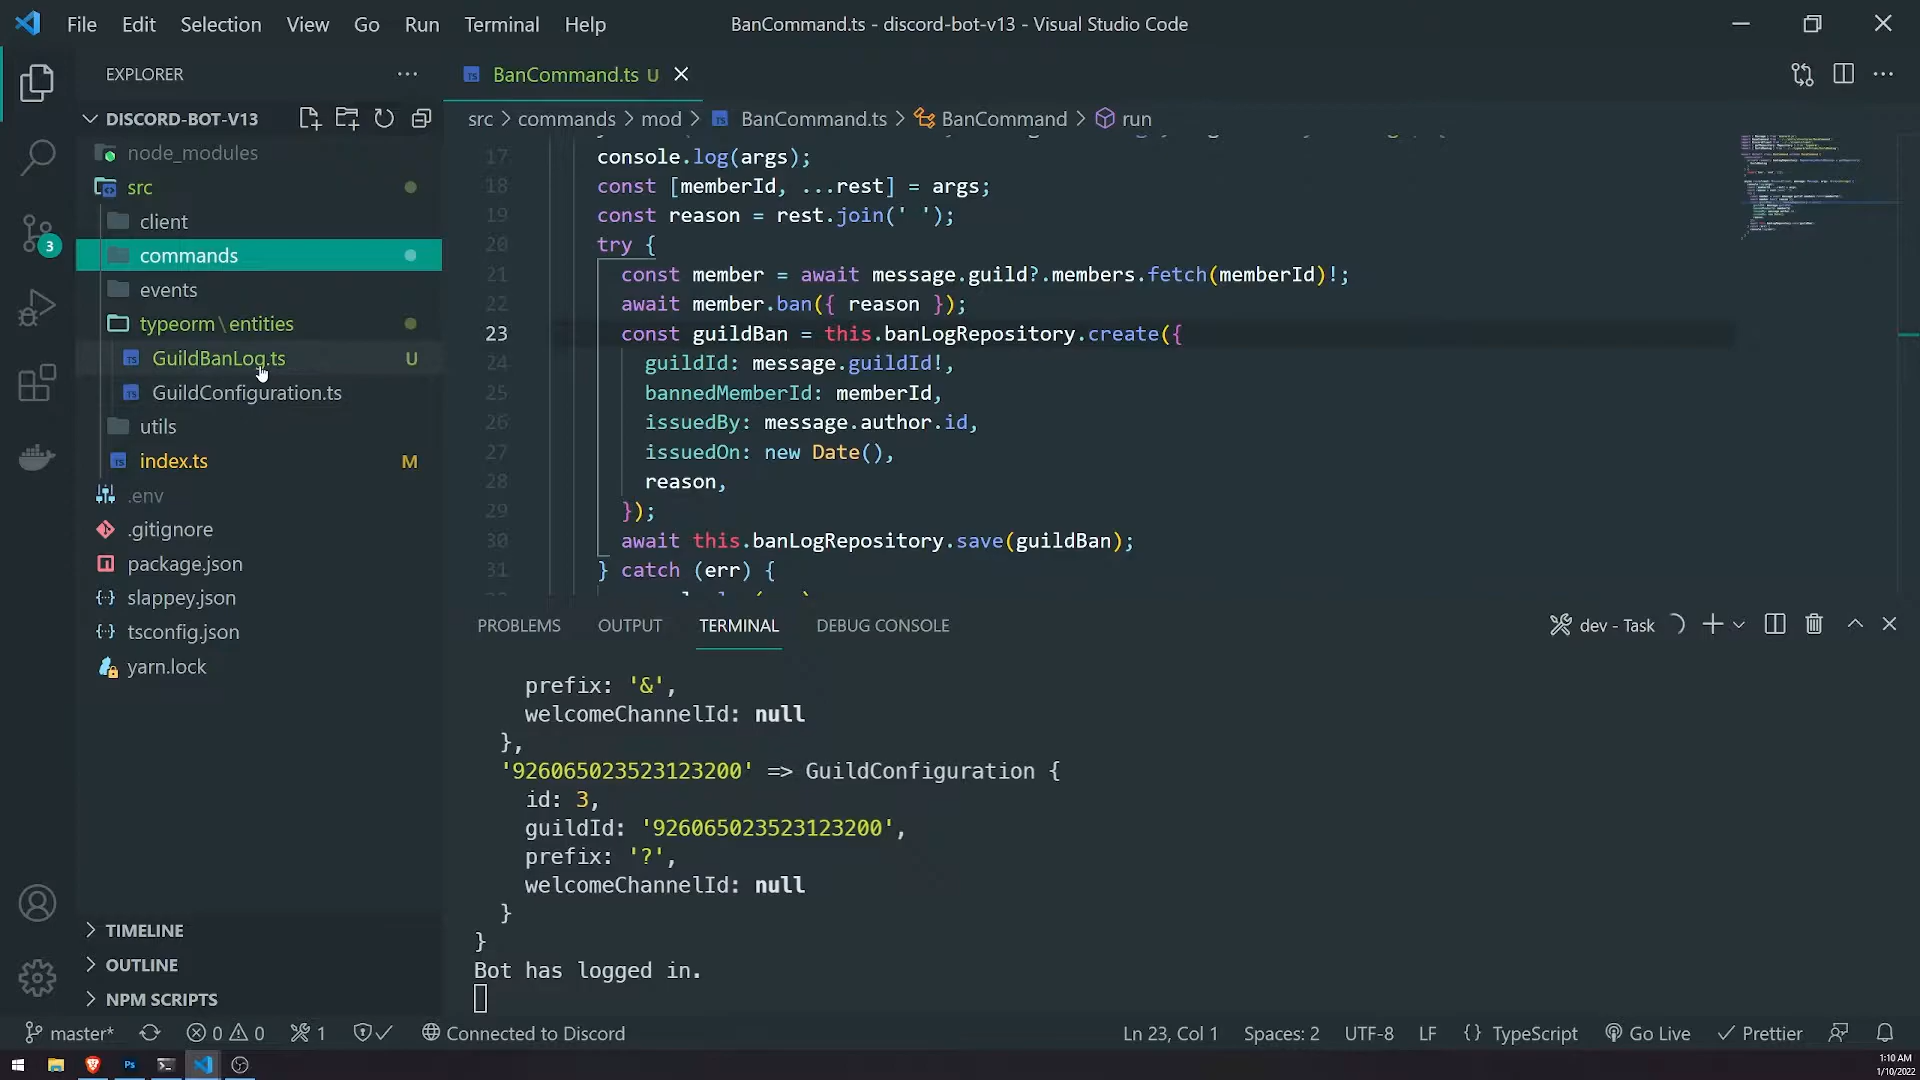 File Edit Selection View Go Run Terminal Help
BanCommand.ts - discord-bot-v13 - Visual Studio Code
EXPLORER
DISCORD-BOT-V13
node_modules
src
client
commands
events
typeorm\entities
GuildBanLog.ts U
GuildConfiguration.ts
utils
index.ts M
.env
.gitignore
package.json
slappey.json
tsconfig.json
yarn.lock
TIMELINE
OUTLINE
NPM SCRIPTS
3
BanCommand.ts U
src > commands > mod > BanCommand.ts > BanCommand > run
17 console.log(args);
18 const [memberId, ...rest] = args;
19 const reason = rest.join(' ');
20 try {
21 const member = await message.guild?.members.fetch(memberId)!;
22 await member.ban({ reason });
23 const guildBan = this.banLogRepository.create({
24 guildId: message.guildId!,
25 bannedMemberId: memberId,
26 issuedBy: message.author.id,
27 issuedOn: new Date(),
28 reason,
29 });
30 await this.banLogRepository.save(guildBan);
31 } catch (err) {
PROBLEMS OUTPUT TERMINAL DEBUG CONSOLE
dev - Task
prefix: '&',
welcomeChannelId: null
},
'926065023523123200' => GuildConfiguration {
id: 3,
guildId: '926065023523123200',
prefix: '?',
welcomeChannelId: null
}
}
Bot has logged in.
master* 0 0 1 Connected to Discord
Ln 23, Col 1 Spaces: 2 UTF-8 LF {} TypeScript Go Live Prettier
Ps
1:10 AM
1/10/2022